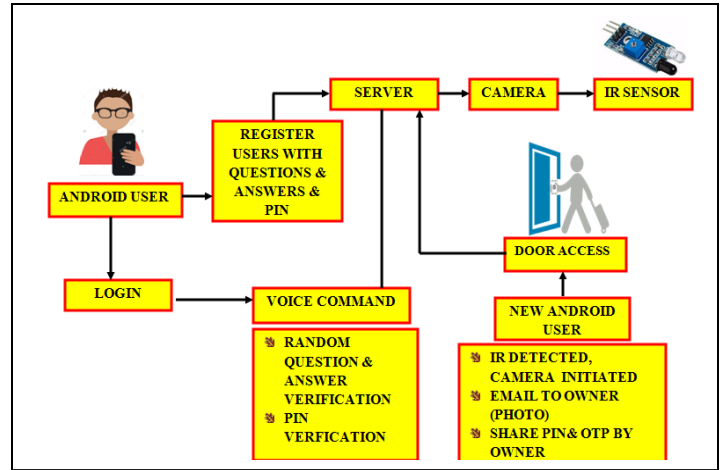 SERVER
CAMERA
IR SENSOR
REGISTER
USERS WITH
QUESTIONS &
ANSWERS &
PIN
ANDROID USER
DOOR ACCESS
LOGIN
VOICE COMMAND
NEW ANDROID
USER
RANDOM
QUESTION &
ANSWER
VERIFICATION
PIN
VERFICATION
IR DETECTED,
CAMERA INITIATED
EMAIL TO OWNER
(PHOTO)
SHARE PIN& OTP BY
OWNER